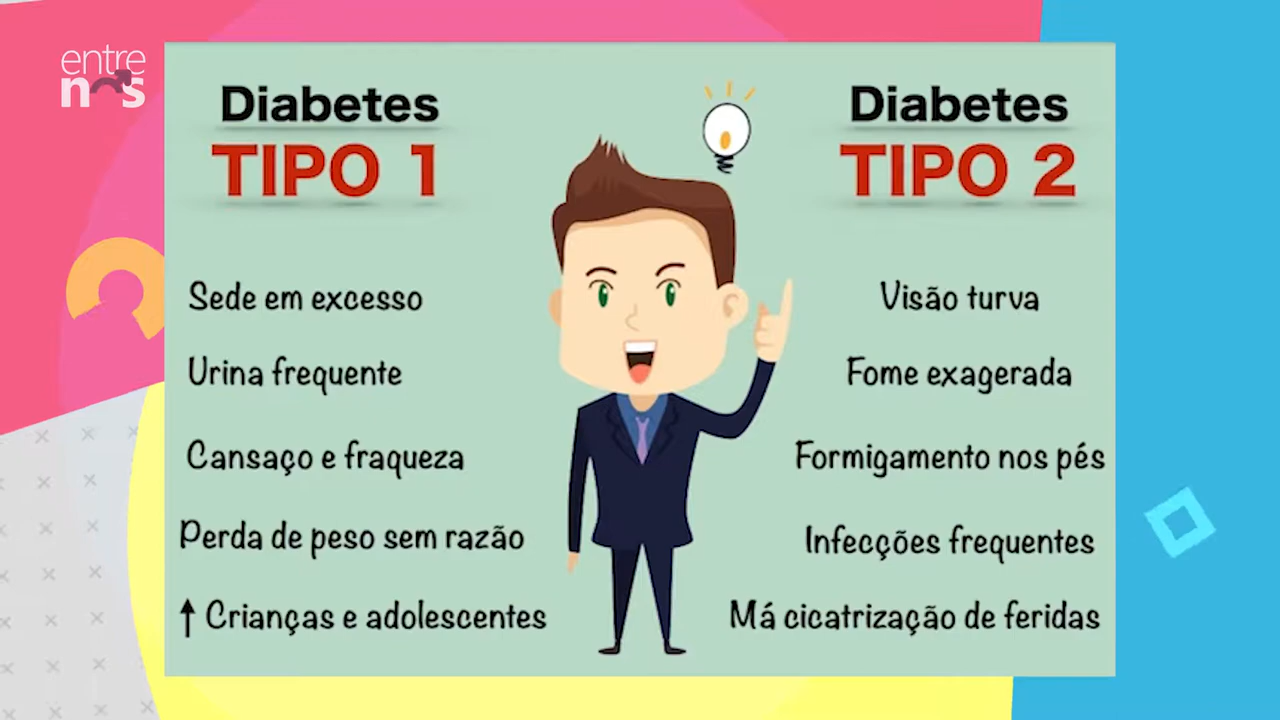 entre
nós
Diabetes
TIPO 1
Sede em excesso
Urina frequente
Cansaço e fraqueza
Perda de peso sem razão
↑ Crianças e adolescentes
Diabetes
TIPO 2
Visão turva
Fome exagerada
Formigamento nos pés
Infecções frequentes
Má cicatrização de feridas